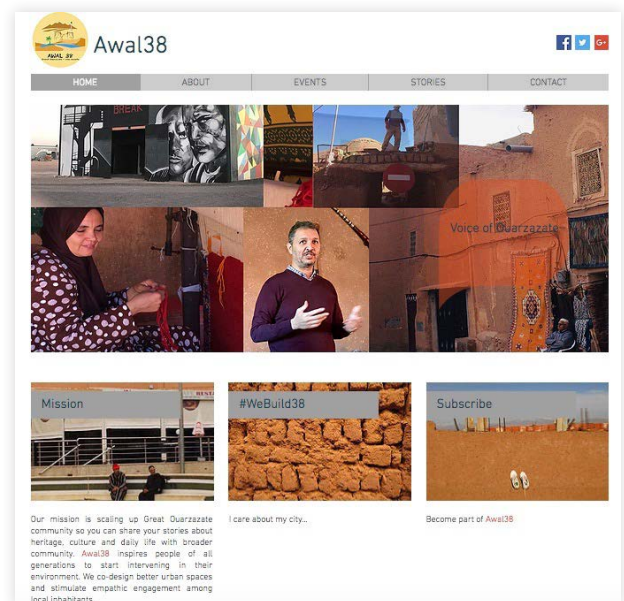 AWAL 38
Awal38
HOME ABOUT EVENTS STORIES CONTACT
BREAK
Voice of Ouarzazate
Mission
#WeBuild38
Subscribe
Our mission is scaling up Great Ouarzazate
community so you can share your stories about
heritage, culture and daily life with broader
community. Awal38 inspires people of all
generations to start intervening in their
environment. We co-design better urban spaces
and stimulate empathic engagement among
local inhabitants
I care about my city...
Become part of Awal38